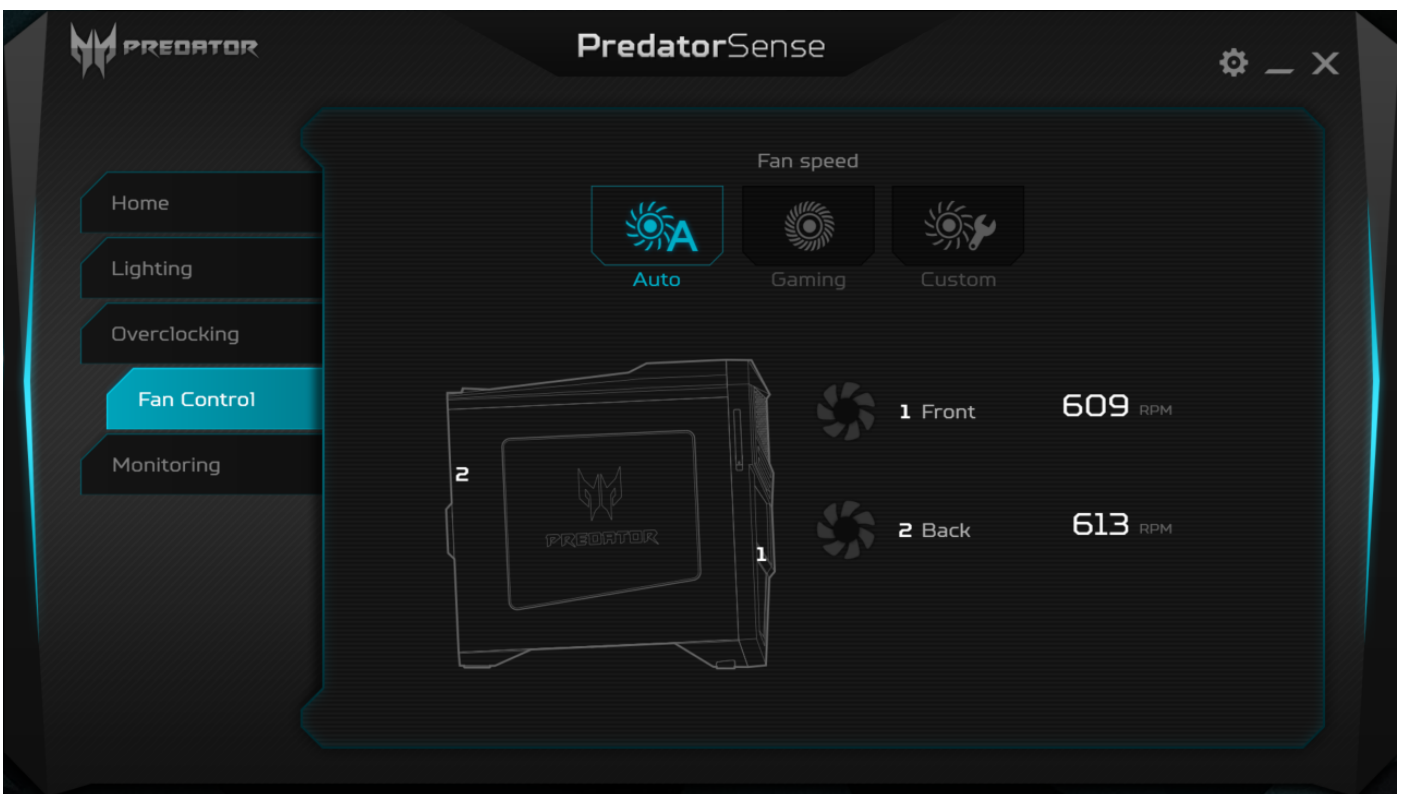 PREDATOR
PredatorSense
Home
Lighting
Overclocking
Fan Control
Monitoring
Fan speed
Auto
Gaming
Custom
2
PREDATOR
1
1 Front 609 RPM
2 Back 613 RPM